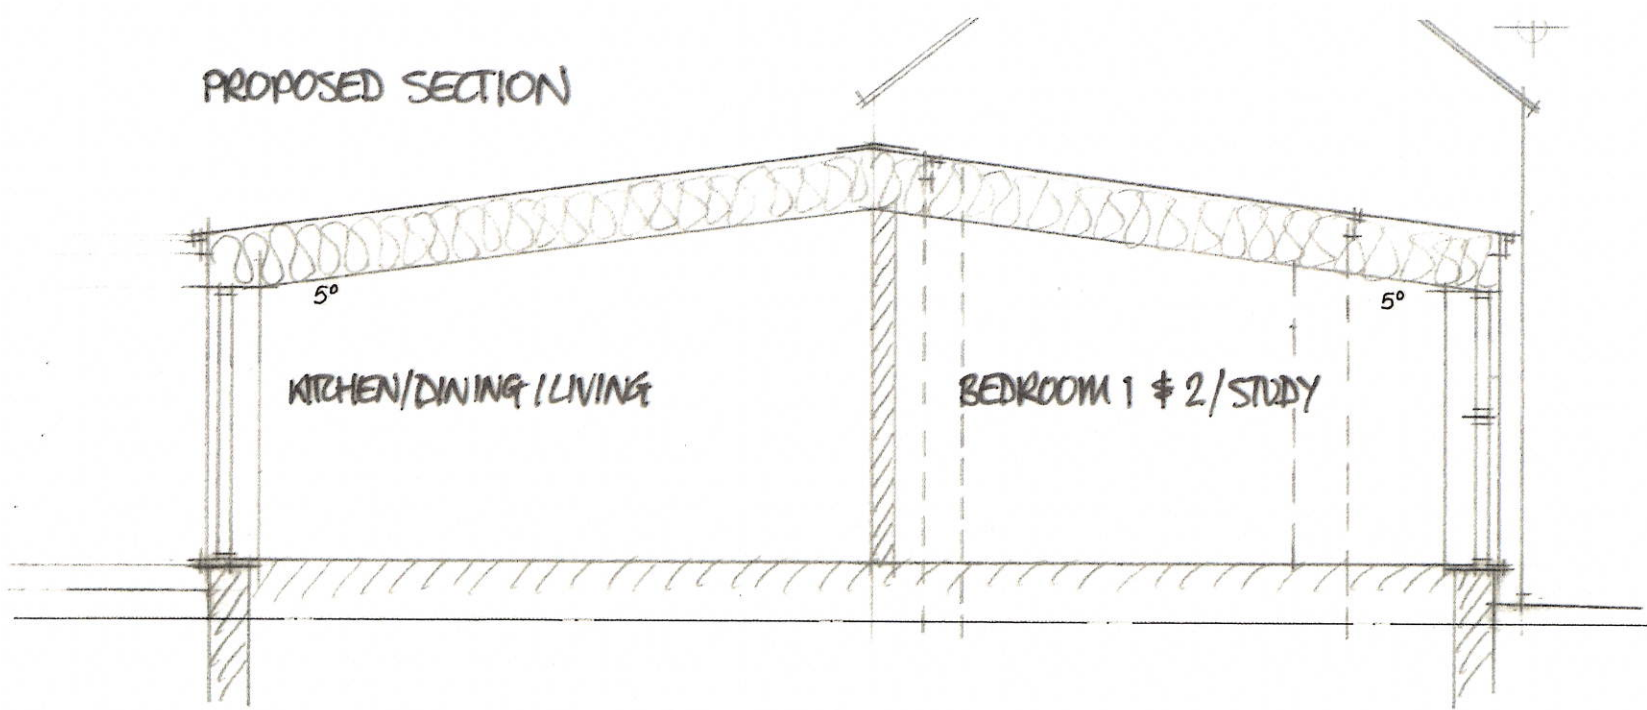 PROPOSED SECTION
5°
5°
KITCHEN/DINING/LIVING
BEDROOM 1 & 2/STUDY